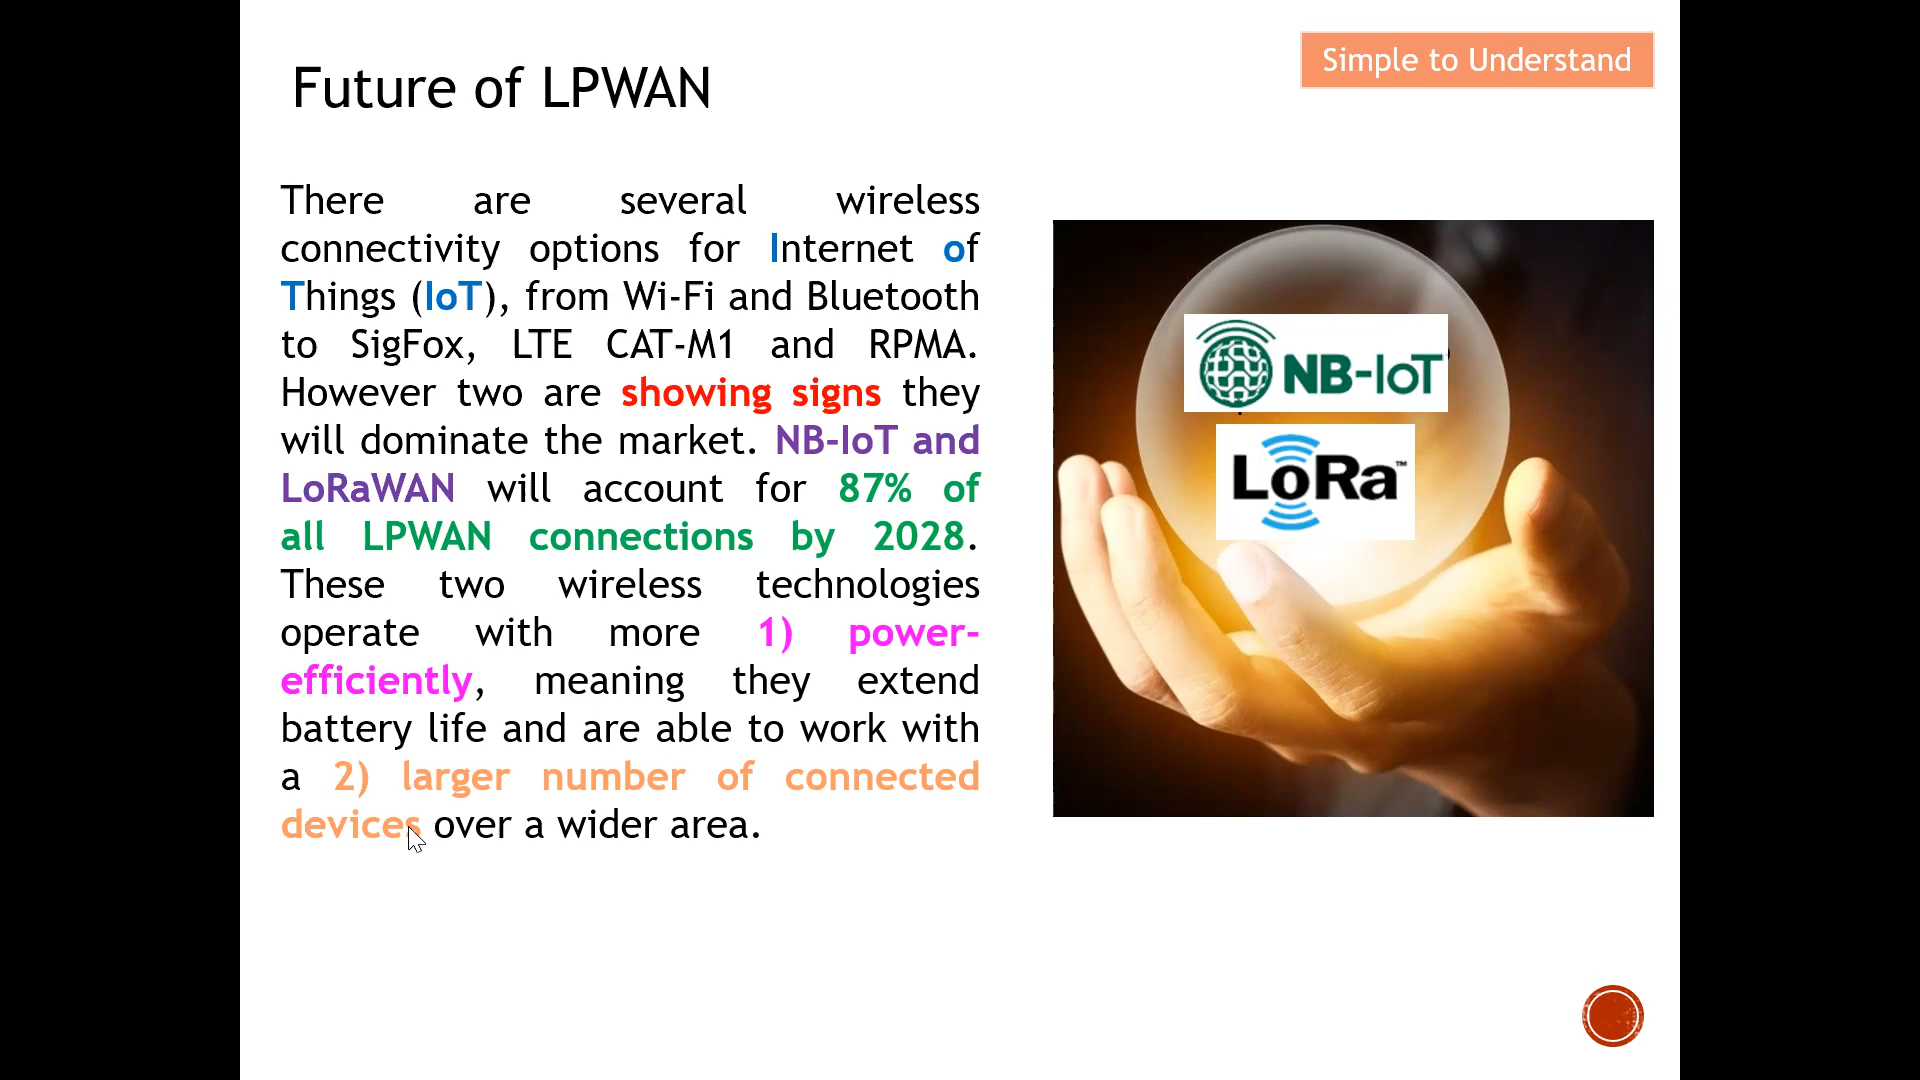 Future of LPWAN
Simple to Understand
There are several wireless
connectivity options for Internet of
Things (IoT), from Wi-Fi and Bluetooth
to SigFox, LTE CAT-M1 and RPMA.
However two are showing signs they
will dominate the market. NB-IoT and
LoRaWAN will account for 87% of
all LPWAN connections by 2028.
These two wireless technologies
operate with more 1) power-
efficiently, meaning they extend
battery life and are able to work with
a 2) larger number of connected
devices over a wider area.
NB-IoT
LoRa™